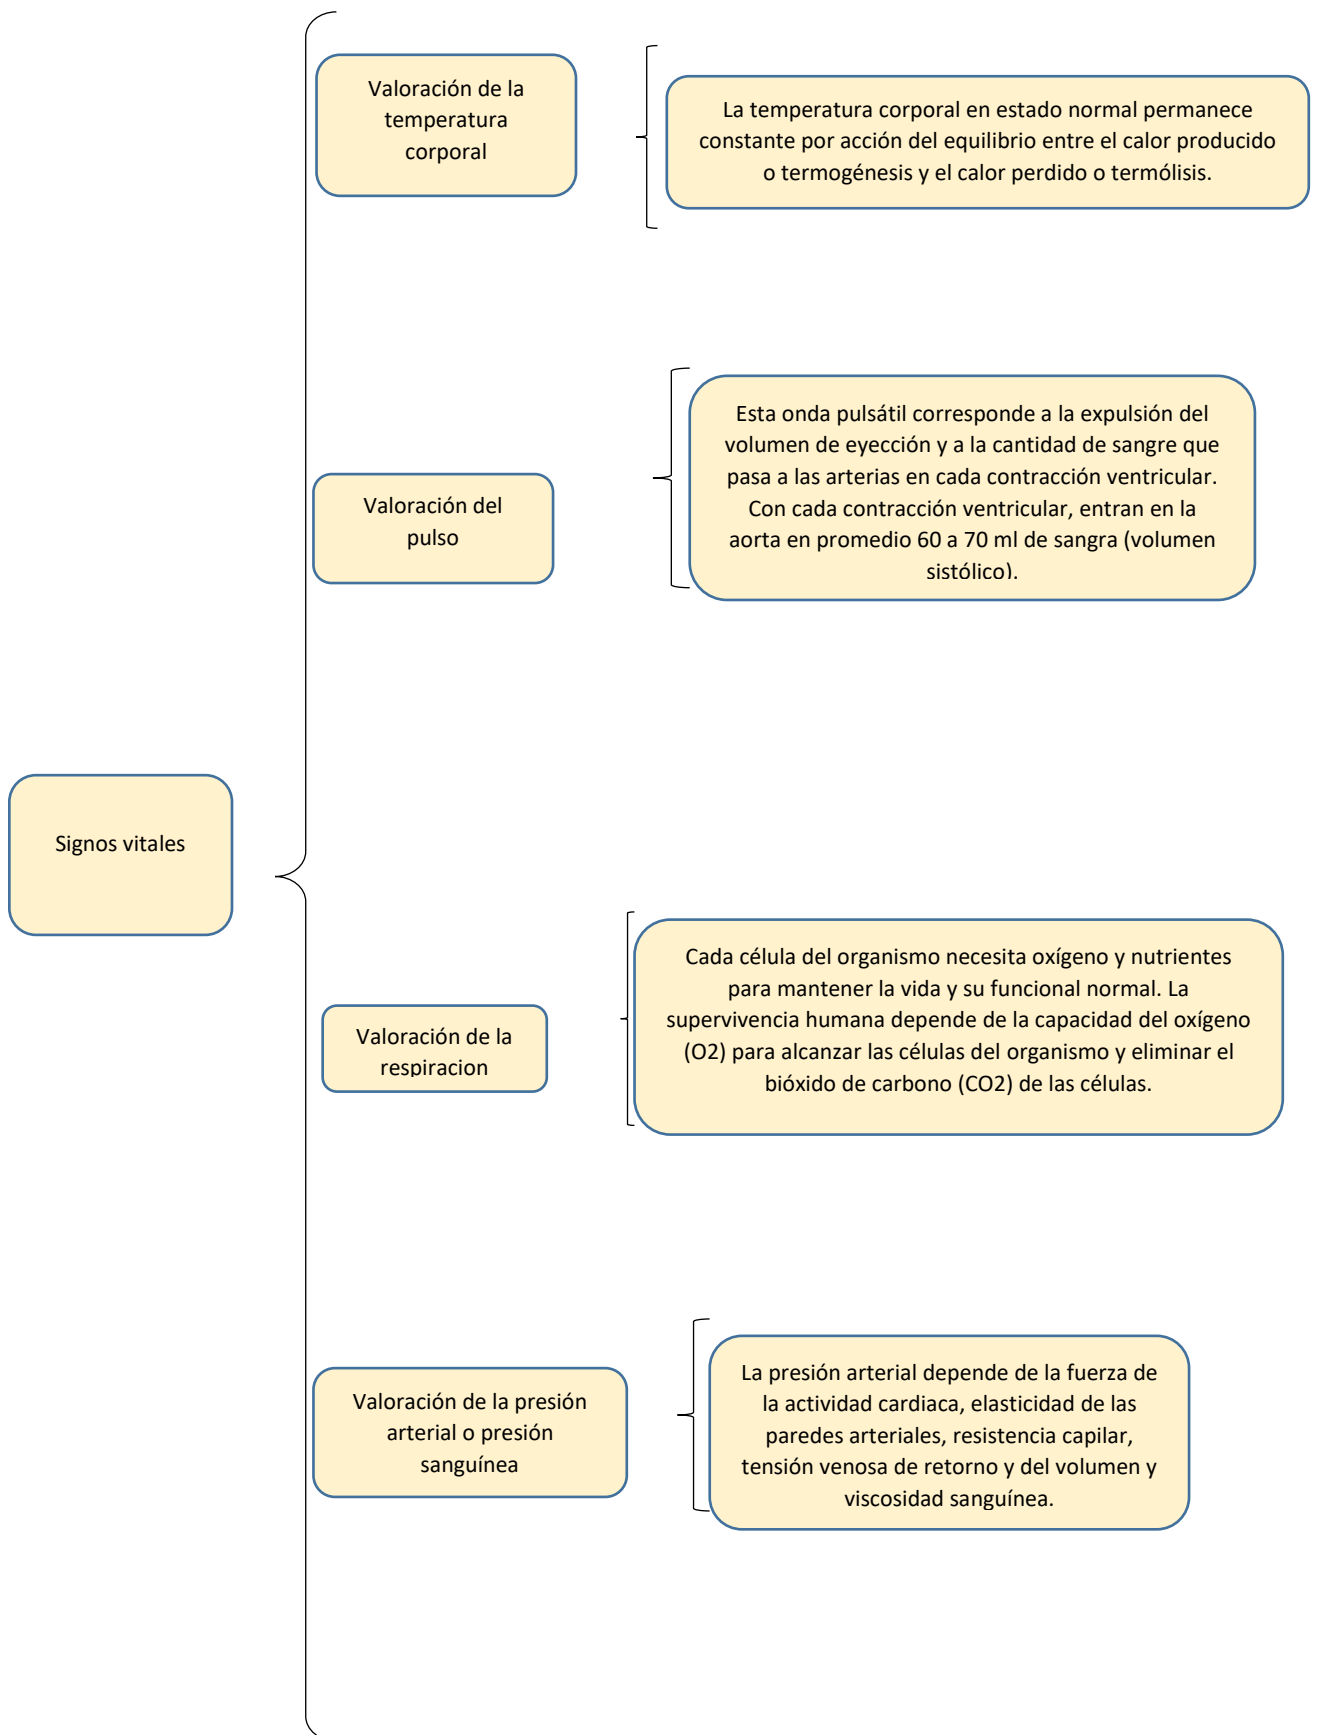 Valoración de la
temperatura
corporal
La temperatura corporal en estado normal permanece
constante por acción del equilibrio entre el calor producido
o termogénesis y el calor perdido o termólisis.
Valoración del
pulso
Esta onda pulsátil corresponde a la expulsión del
volumen de eyección y a la cantidad de sangre que
pasa a las arterias en cada contracción ventricular.
Con cada contracción ventricular, entran en la
aorta en promedio 60 a 70 ml de sangra (volumen
sistólico).
Signos vitales
Valoración de la
respiracion
Cada célula del organismo necesita oxígeno y nutrientes
para mantener la vida y su funcional normal. La
supervivencia humana depende de la capacidad del oxígeno
(O2) para alcanzar las células del organismo y eliminar el
bióxido de carbono (CO2) de las células.
Valoración de la presión
arterial o presión
sanguínea
La presión arterial depende de la fuerza de
la actividad cardiaca, elasticidad de las
paredes arteriales, resistencia capilar,
tensión venosa de retorno y del volumen y
viscosidad sanguínea.